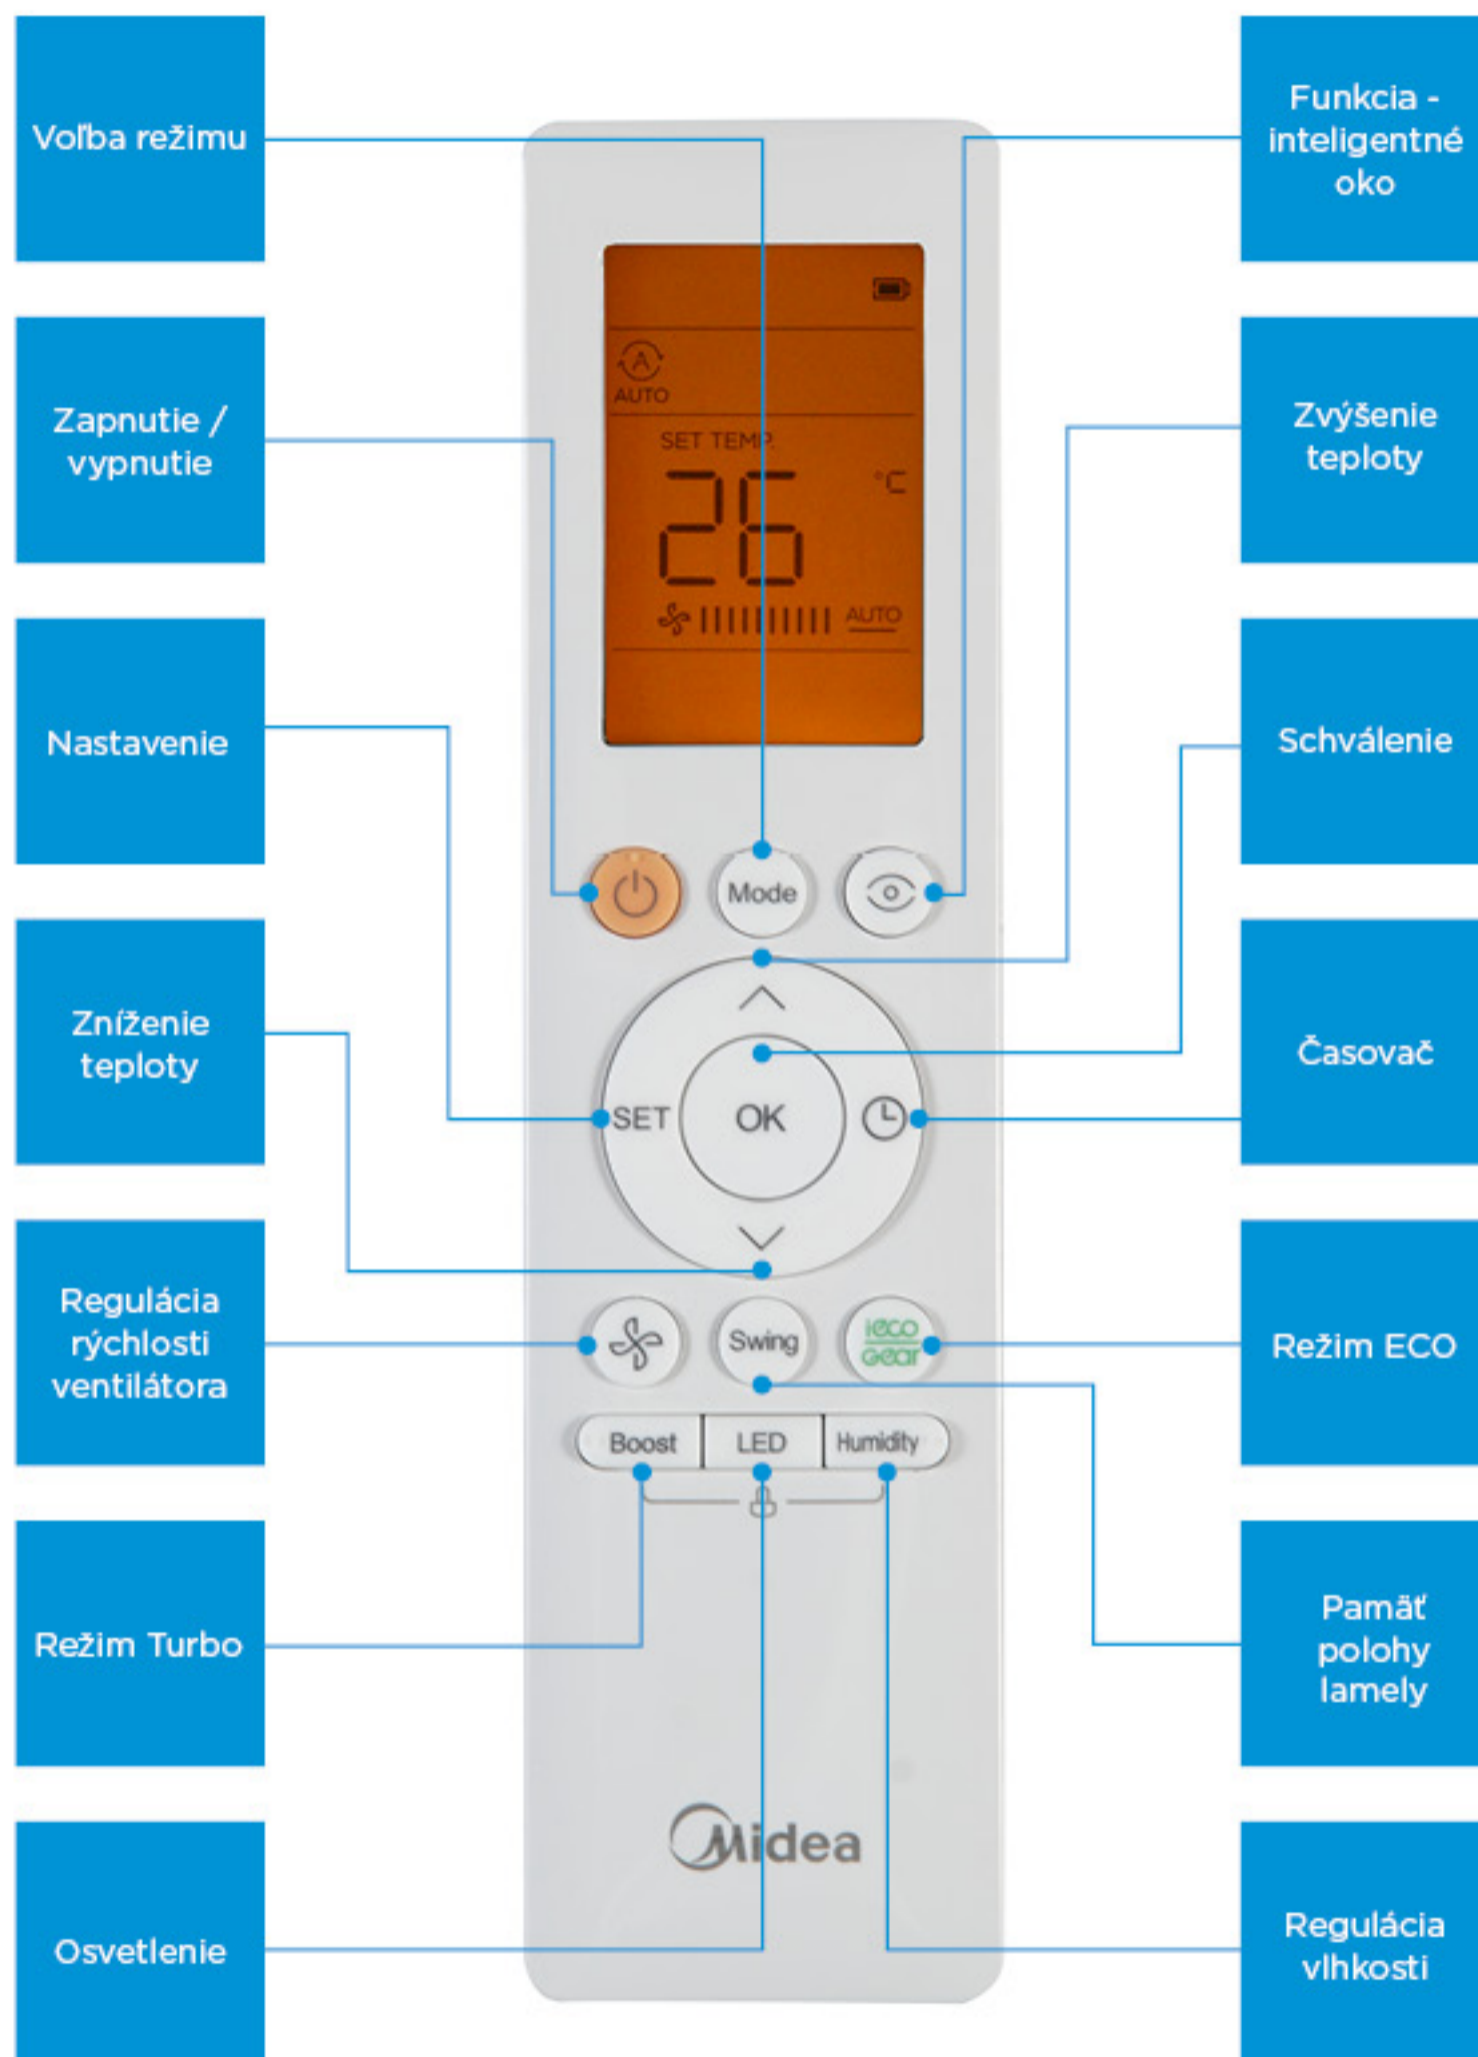 Voľba režimu
Zapnutie /
vypnutie
Nastavenie
Zníženie
teploty
Regulácia
rýchlosti
ventilátora
Režim Turbo
Osvetlenie
AUTO
SET TEMP.
26 °C
AUTO
Mode
SET
OK
Swing
ieco
Gear
Boost
LED
Humidity
Midea
Funkcia -
inteligentné
oko
Zvýšenie
teploty
Schválenie
Časovač
Režim ECO
Pamäť
polohy
lamely
Regulácia
vlhkosti